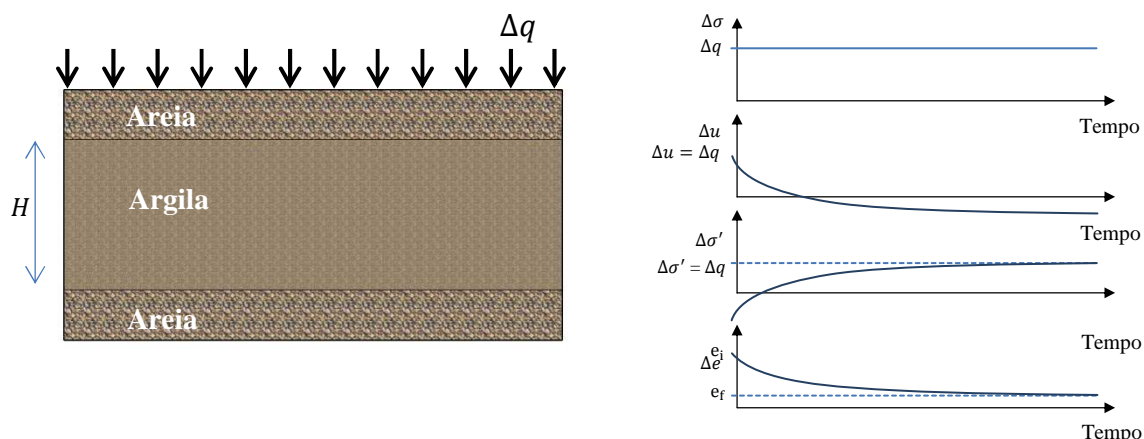 Δq
Areia
H
Argila
Areia
Δσ
Δq
Tempo
Δu
Δu = Δq
Tempo
Δσ′
Δσ′ = Δq
Tempo
eᵢ
Δe
e_f
Tempo